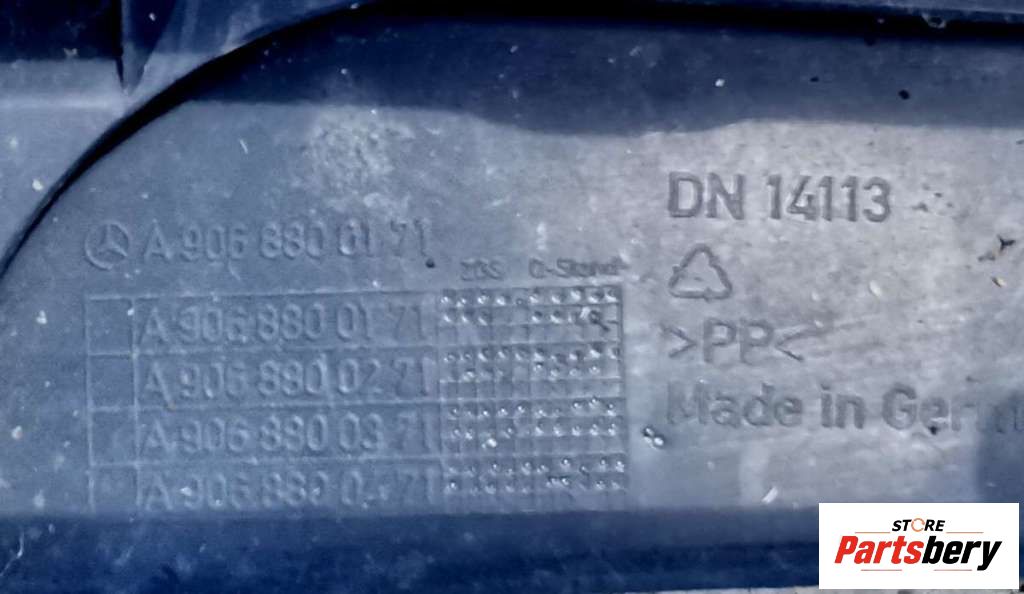 A 906 880 01 71
ZGS Q-Stand
A 906 880 01 71
A 906 880 02 71
A 906 880 03 71
A 906 880 04 71
DN 14113
>PP<
Made in Germ
STORE
Partsbery